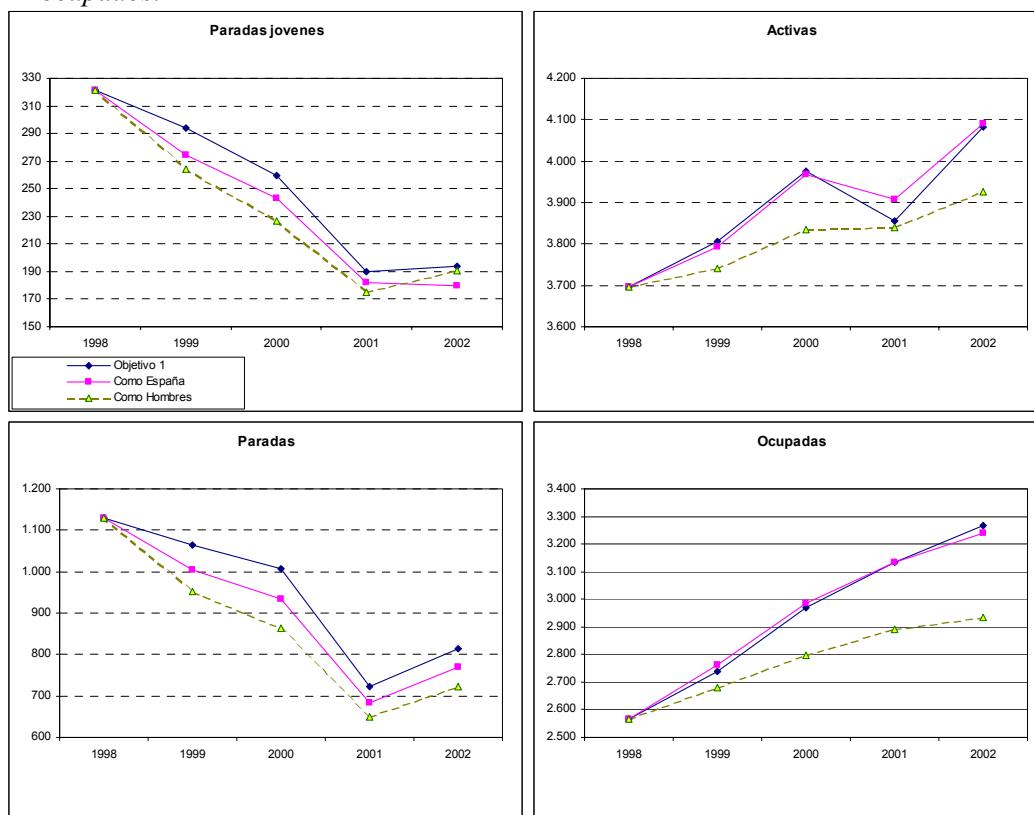 ocupados.
Paradas jovenes
330
310
290
270
250
230
210
190
170
150
1998 1999 2000 2001 2002
Objetivo 1
Como España
Como Hombres
Activas
4.200
4.100
4.000
3.900
3.800
3.700
3.600
1998 1999 2000 2001 2002
Paradas
1.200
1.100
1.000
900
800
700
600
1998 1999 2000 2001 2002
Ocupadas
3.400
3.300
3.200
3.100
3.000
2.900
2.800
2.700
2.600
2.500
1998 1999 2000 2001 2002